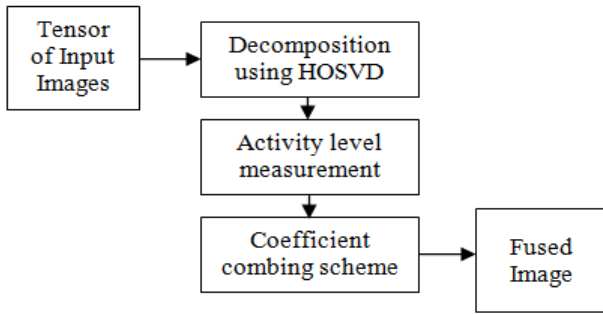 Tensor
of Input
Images
Decomposition
using HOSVD
Activity level
measurement
Coefficient
combing scheme
Fused
Image